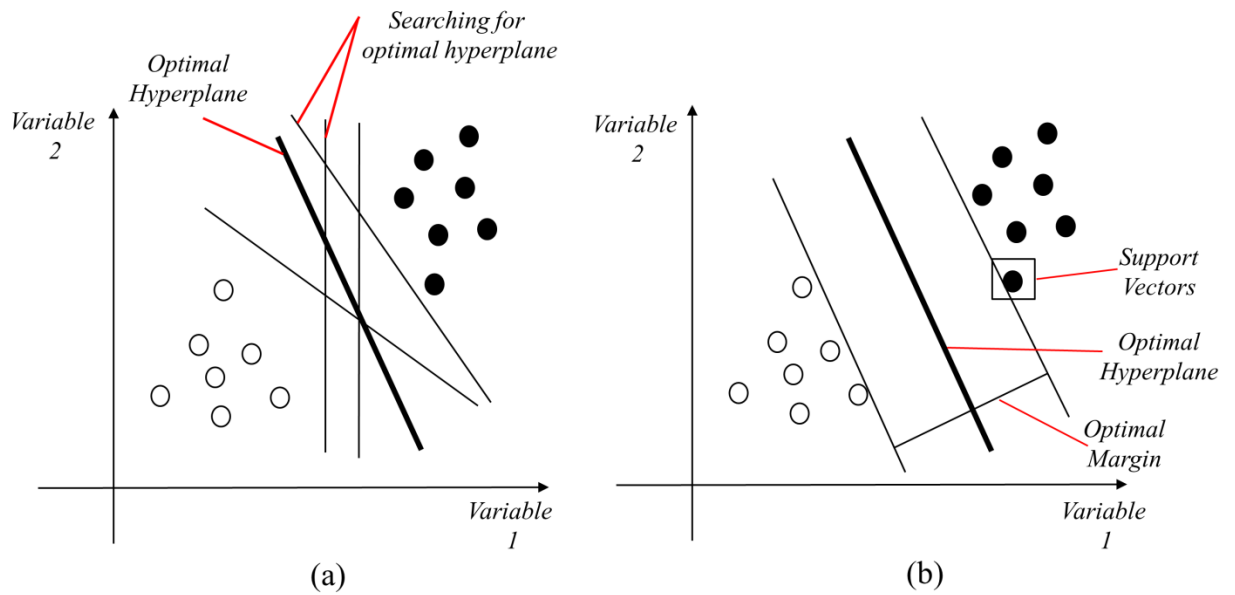 Searching for
optimal hyperplane
Optimal
Hyperplane
Variable
2
Variable
1
(a)
Variable
2
Support
Vectors
Optimal
Hyperplane
Optimal
Margin
Variable
1
(b)